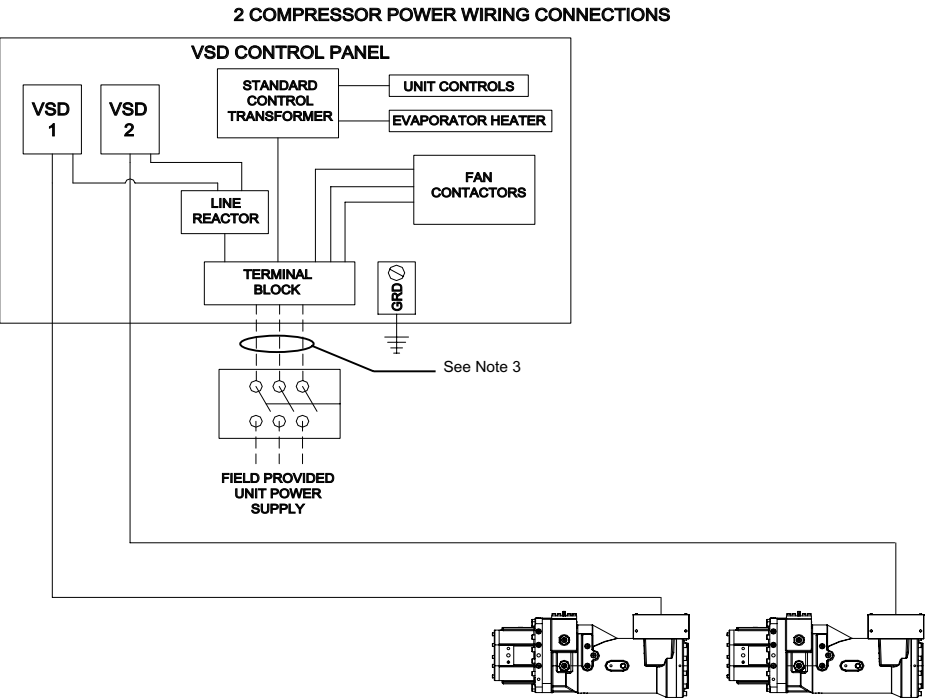 2 COMPRESSOR POWER WIRING CONNECTIONS
VSD CONTROL PANEL
VSD
1
VSD
2
STANDARD
CONTROL
TRANSFORMER
UNIT CONTROLS
EVAPORATOR HEATER
FAN
CONTACTORS
LINE
REACTOR
TERMINAL
BLOCK
GRD
See Note 3
FIELD PROVIDED
UNIT POWER
SUPPLY